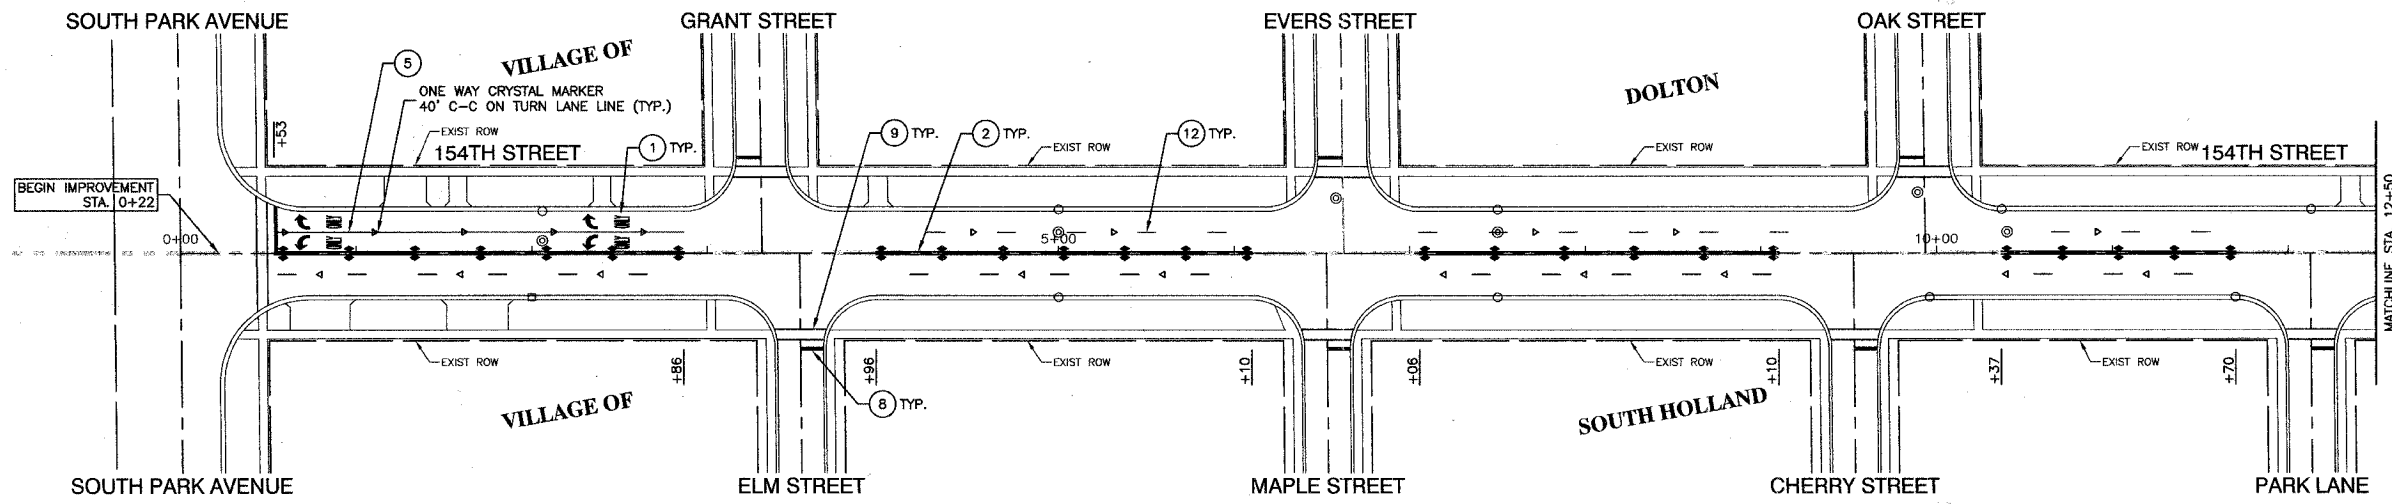 SOUTH PARK AVENUE
GRANT STREET
EVERS STREET
OAK STREET
VILLAGE OF
DOLTON
5
ONE WAY CRYSTAL MARKER
40' C-C ON TURN LANE LINE (TYP.)
+53
EXIST ROW
154TH STREET
1 TYP.
9 TYP.
2 TYP.
EXIST ROW
12 TYP.
EXIST ROW
EXIST ROW
154TH STREET
BEGIN IMPROVEMENT
STA. 0+22
0+00
ONLY
ONLY
ONLY
ONLY
5+00
10+00
MATCHLINE STA. 12+50
EXIST ROW
+86
+96
EXIST ROW
+10
+06
EXIST ROW
+10
+37
EXIST ROW
+70
8 TYP.
VILLAGE OF
SOUTH HOLLAND
SOUTH PARK AVENUE
ELM STREET
MAPLE STREET
CHERRY STREET
PARK LANE